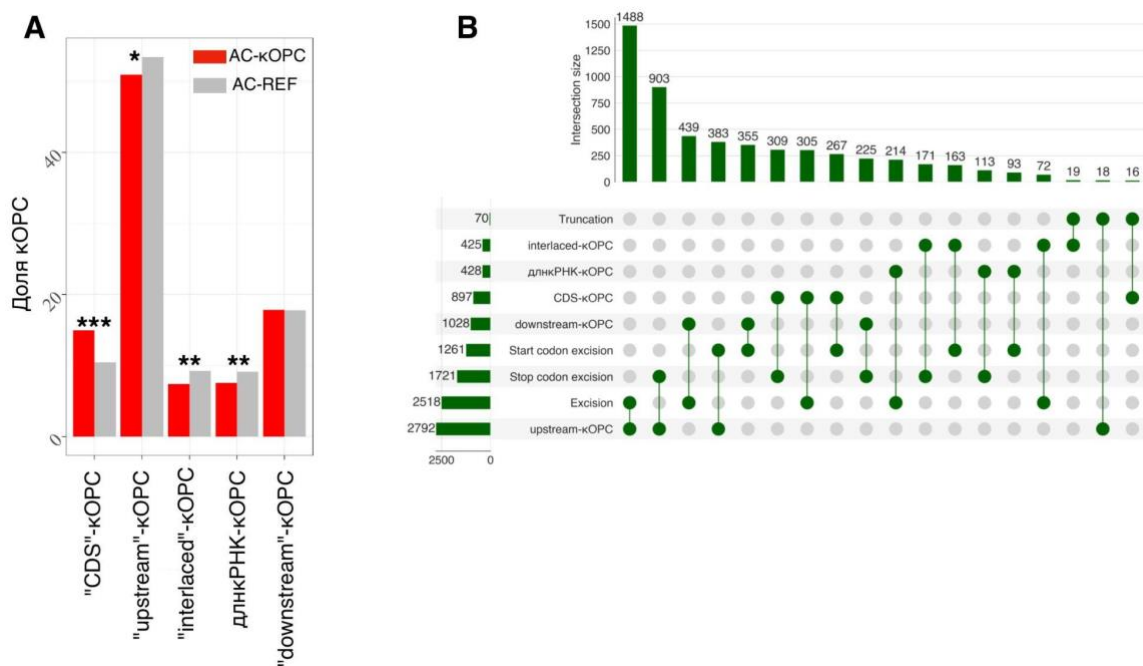 A
Доля кОРС
40
20
0
***
*
**
**
АС-кОРС
АС-REF
"CDS"-кОРС
"upstream"-кОРС
"interlaced"-кОРС
длнкРНК-кОРС
"downstream"-кОРС
B
Intersection size
1500
1250
1000
750
500
250
0
1488
903
439
383
355
309
305
267
225
214
171
163
113
93
72
19
18
16
70 Truncation
425 interlaced-кОРС
428 длнкРНК-кОРС
897 CDS-кОРС
1028 downstream-кОРС
1261 Start codon excision
1721 Stop codon excision
2518 Excision
2792 upstream-кОРС
2500 0